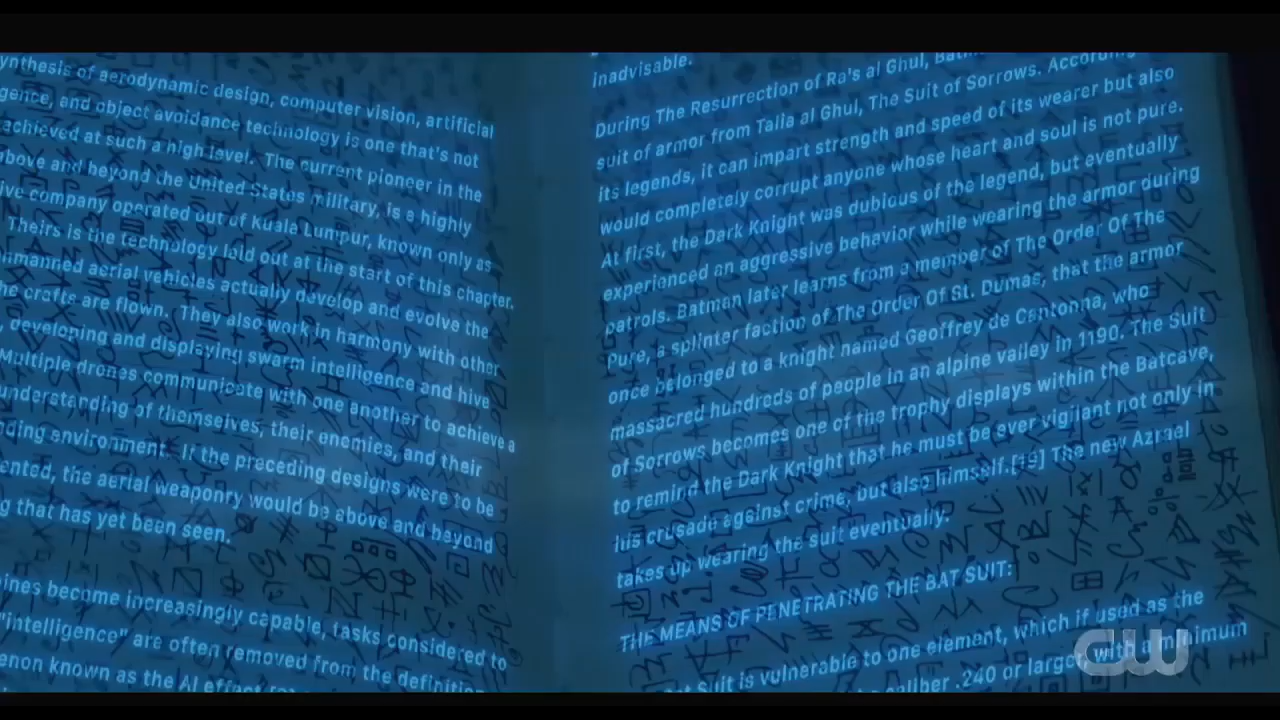 ynthesis of aerodynamic design, computer vision, artificial
gence, and object avoidance technology is one that's not
achieved at such a high level. The current pioneer in the
above and beyond the United States military, is a highly
ive company operated out of Kuala Lumpur, known only as
Theirs is the technology laid out at the start of this chapter.
nmanned aerial vehicles actually develop and evolve the
he crafts are flown. They also work in harmony with other
, developing and displaying swarm intelligence and hive
Multiple drones communicate with one another to achieve a
understanding of themselves, their enemies, and their
nding environment. If the preceding designs were to be
ented, the aerial weaponry would be above and beyond
g that has yet been seen.
ines become increasingly capable, tasks considered to
"intelligence" are often removed from the definition
enon known as the AI effect
inadvisable.
During The Resurrection of Ra's al Ghul, Batm
suit of armor from Talia al Ghul, The Suit of Sorrows. According
its legends, it can impart strength and speed of its wearer but also
would completely corrupt anyone whose heart and soul is not pure.
At first, the Dark Knight was dubious of the legend, but eventually
experienced an aggressive behavior while wearing the armor during
patrols. Batman later learns from a member of The Order Of The
Pure, a splinter faction of The Order Of St. Dumas, that the armor
once belonged to a knight named Geoffrey de Cantonna, who
massacred hundreds of people in an alpine valley in 1190. The Suit
of Sorrows becomes one of the trophy displays within the Batcave,
to remind the Dark Knight that he must be ever vigilant not only in
his crusade against crime, but also himself.[19] The new Azrael
takes up wearing the suit eventually.
THE MEANS OF PENETRATING THE BAT SUIT:
Bat Suit is vulnerable to one element, which if used as the
caliber .240 or larger with a minimum
CW